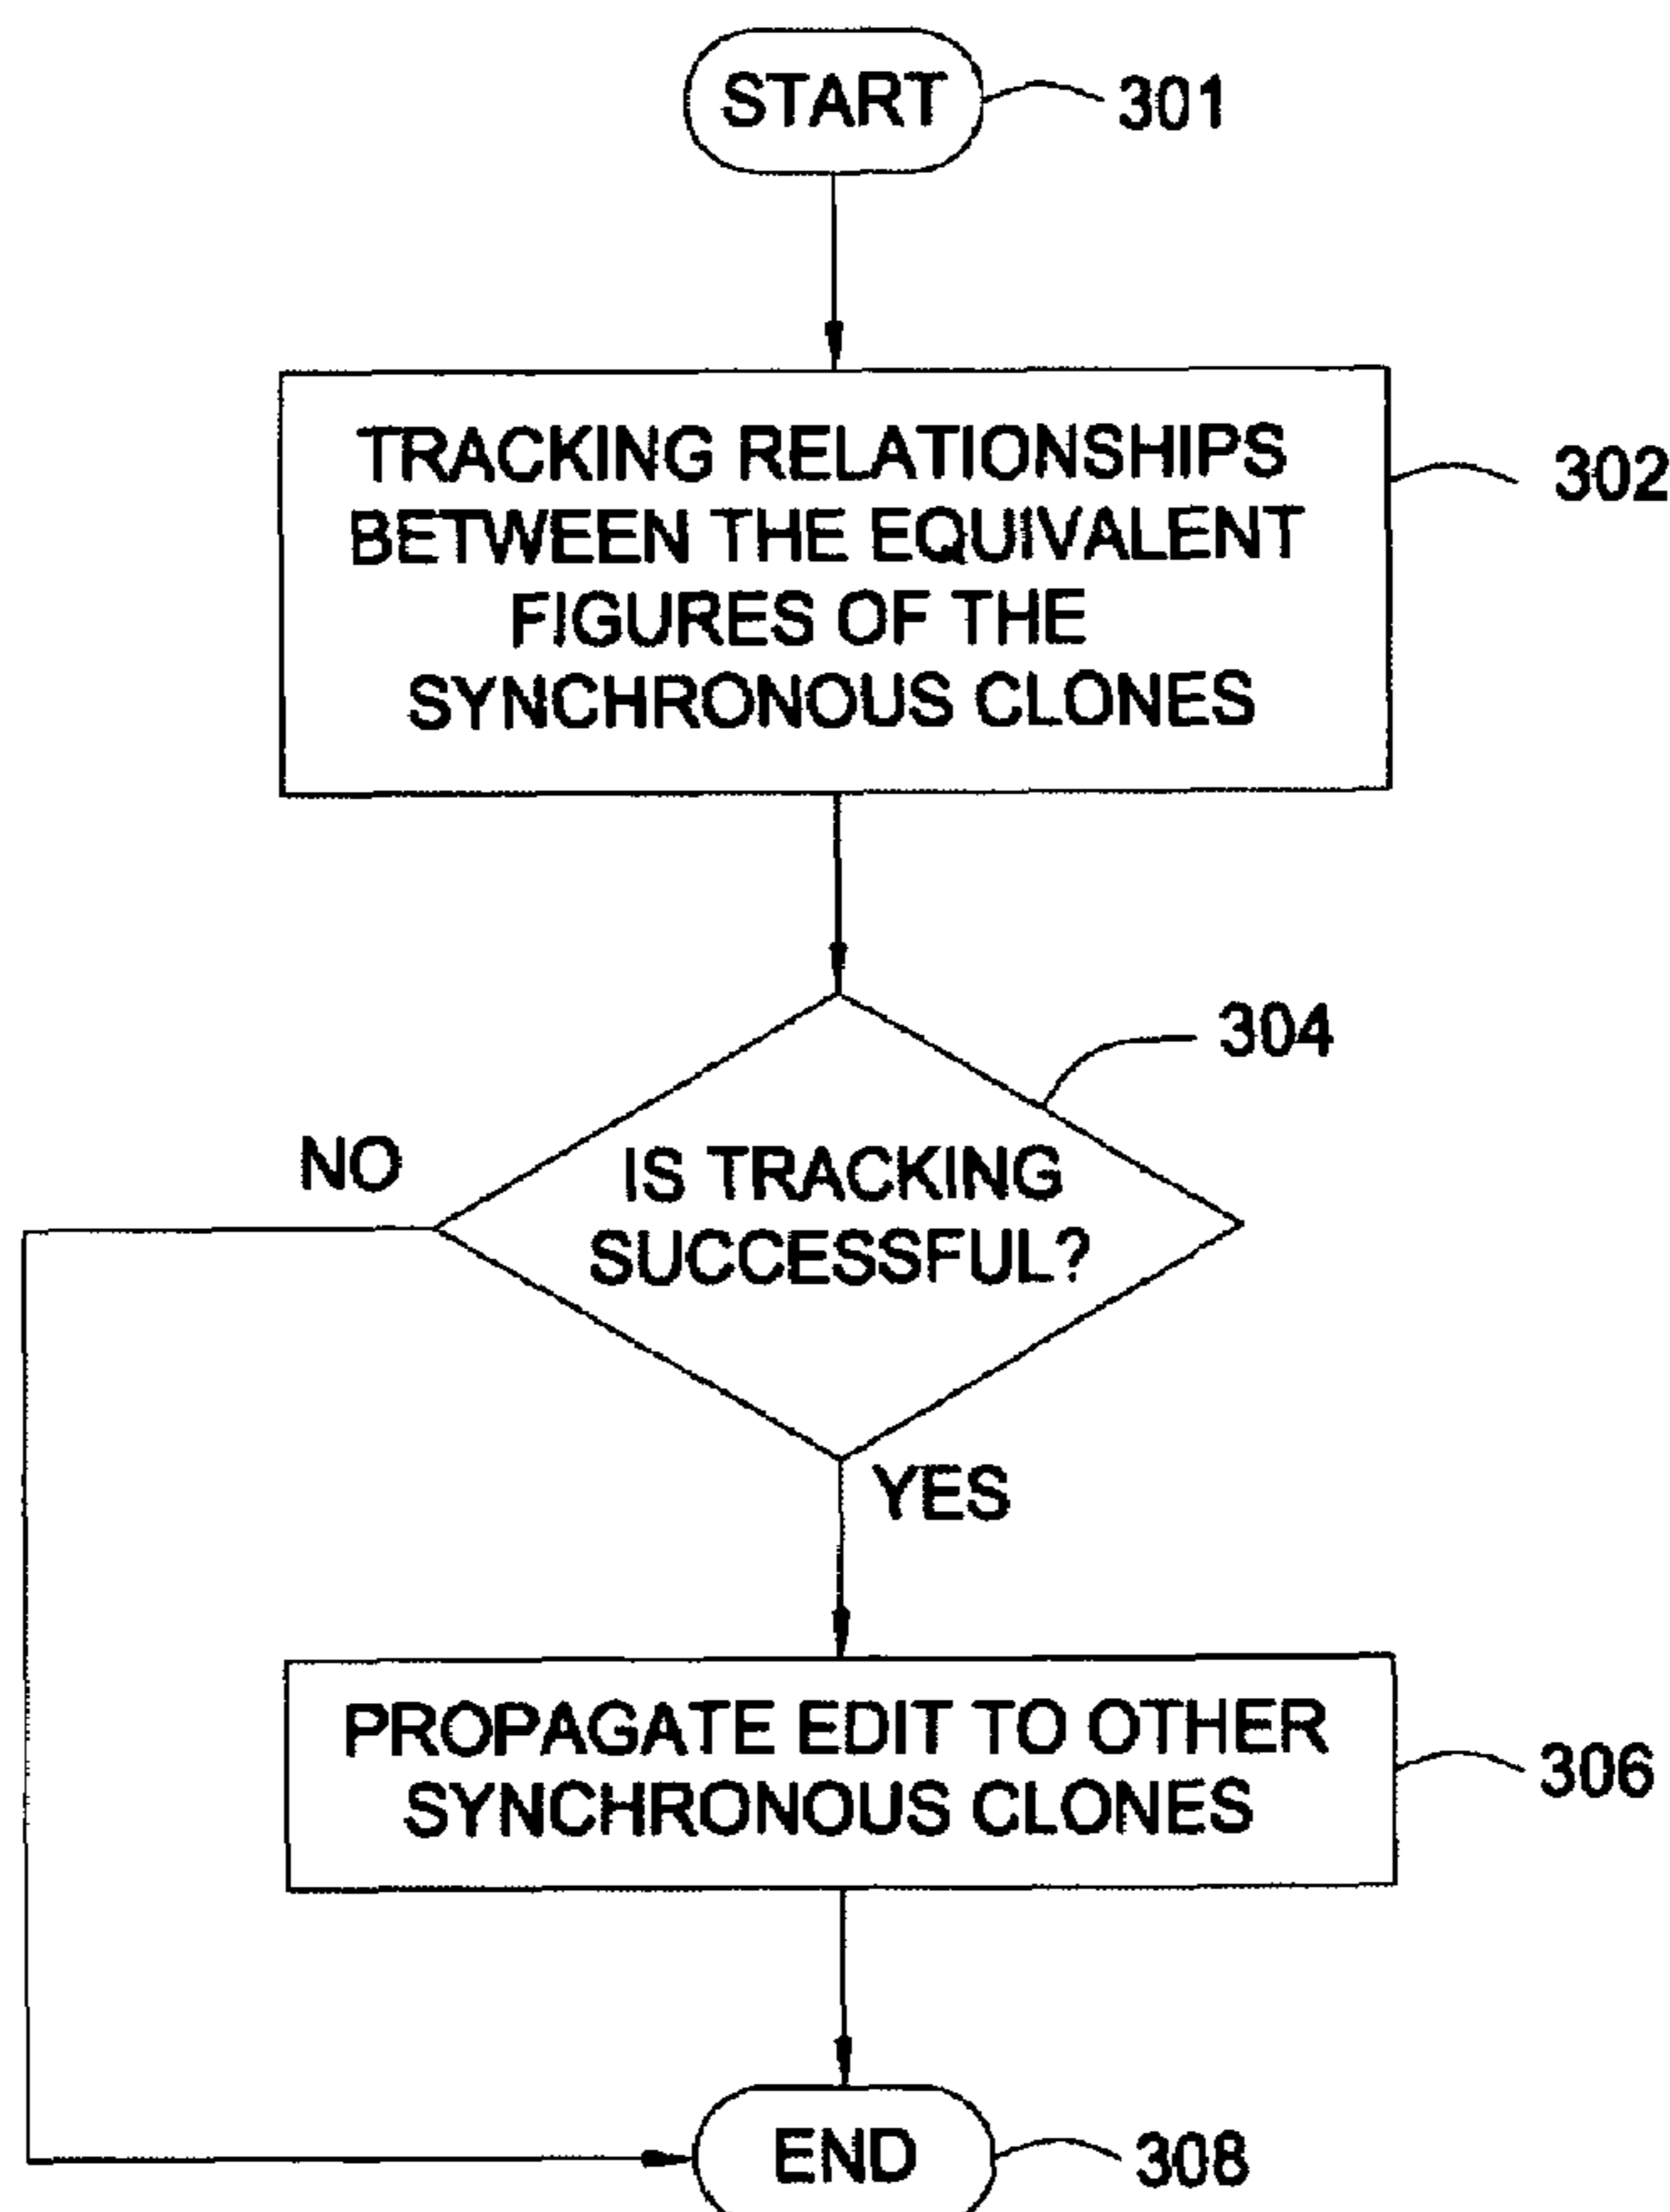 START
301
TRACKING RELATIONSHIPS
BETWEEN THE EQUIVALENT
FIGURES OF THE
SYNCHRONOUS CLONES
302
304
NO
IS TRACKING
SUCCESSFUL?
YES
PROPAGATE EDIT TO OTHER
SYNCHRONOUS CLONES
306
END
308